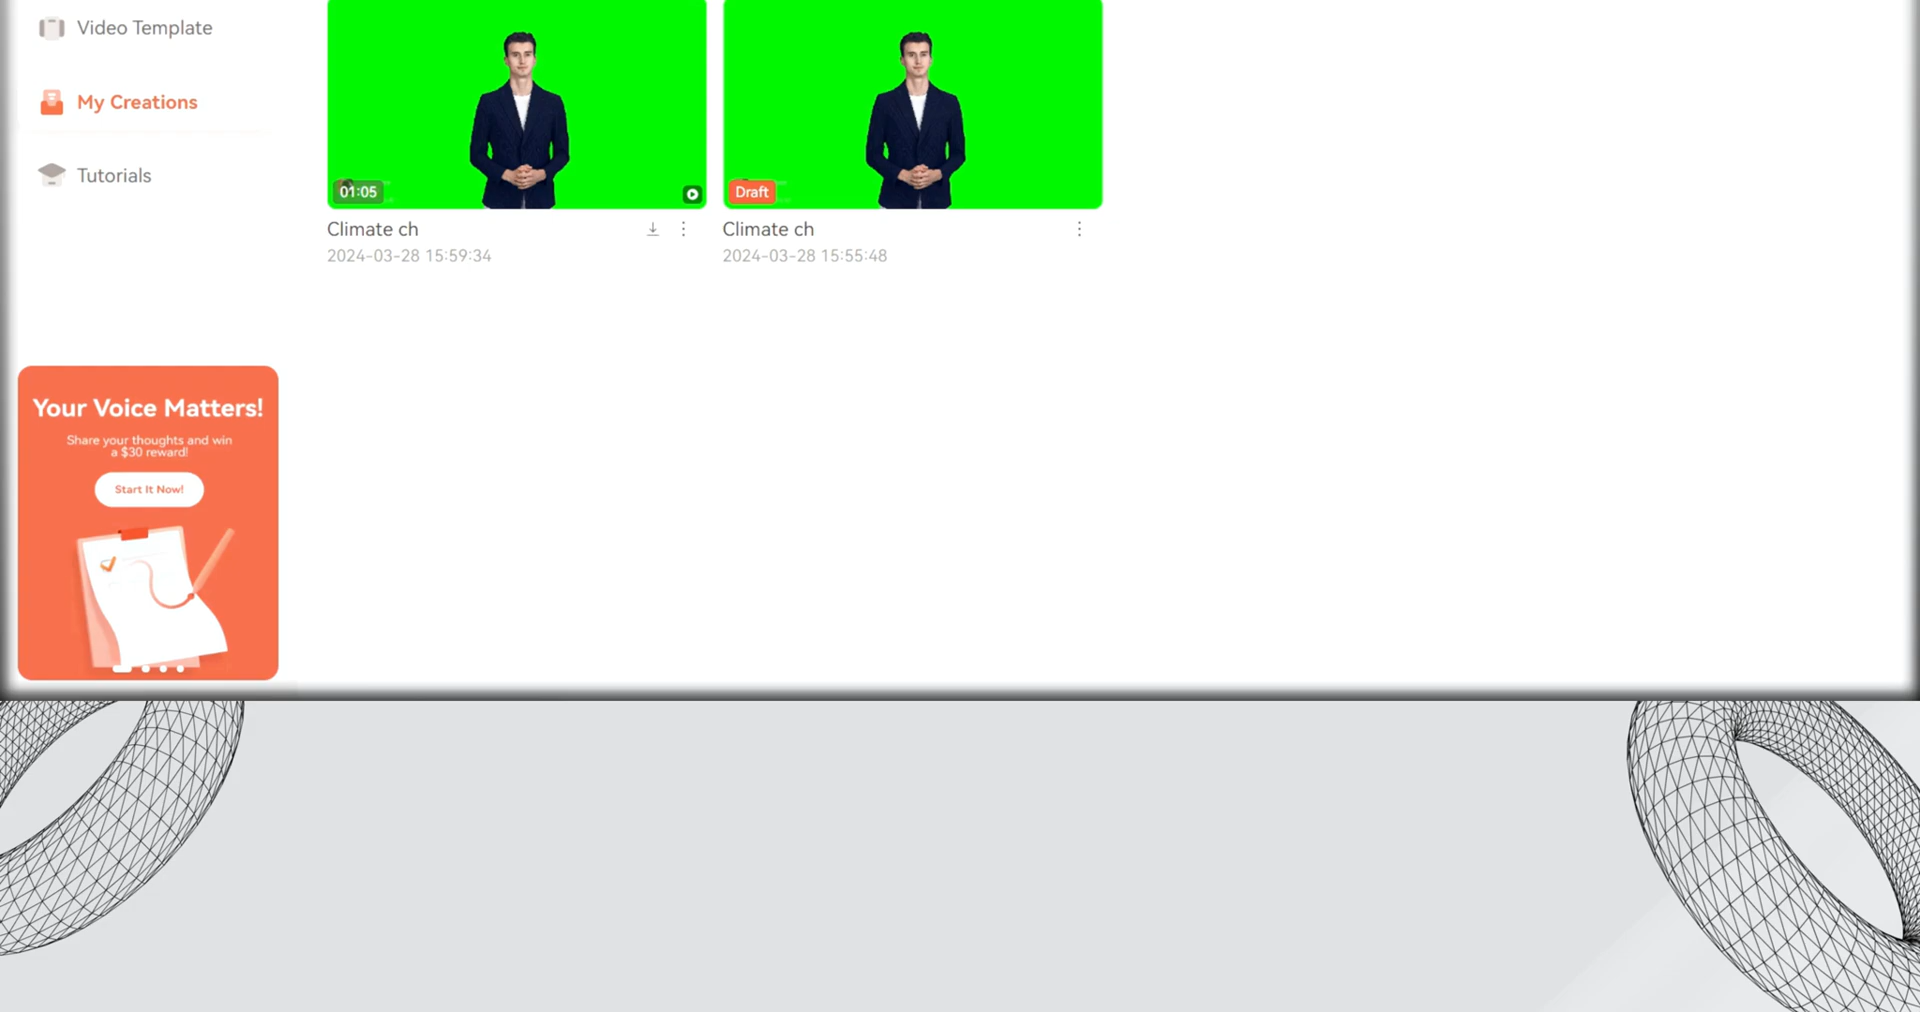 Video Template
My Creations
Tutorials
01:05
Draft
Climate ch
Climate ch
2024-03-28 15:59:34
2024-03-28 15:55:48
Your Voice Matters!
Share your thoughts and win
a $30 reward!
Start It Now!